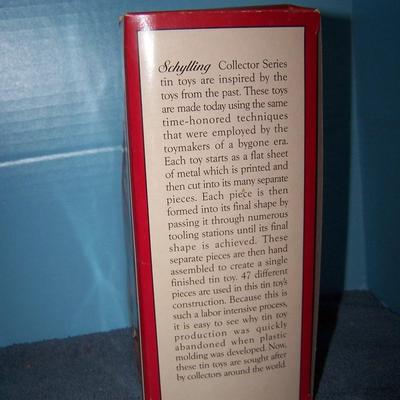 Schylling Collector Series
tin toys are inspired by the
toys from the past. These toys
are made today using the same
time-honored techniques
that were employed by the
toymakers of a bygone era.
Each toy starts as a flat sheet
of metal which is printed and
then cut into its many separate
pieces. Each piece is then
formed into its final shape by
passing it through numerous
tooling stations until its final
shape is achieved. These
separate pieces are then hand
assembled to create a single
finished tin toy. 47 different
pieces are used in this tin toy's
construction. Because this is
such a labor intensive process,
it is easy to see why tin toy
production was quickly
abandoned when plastic
molding was developed. Now,
these tin toys are sought after
by collectors around the world.